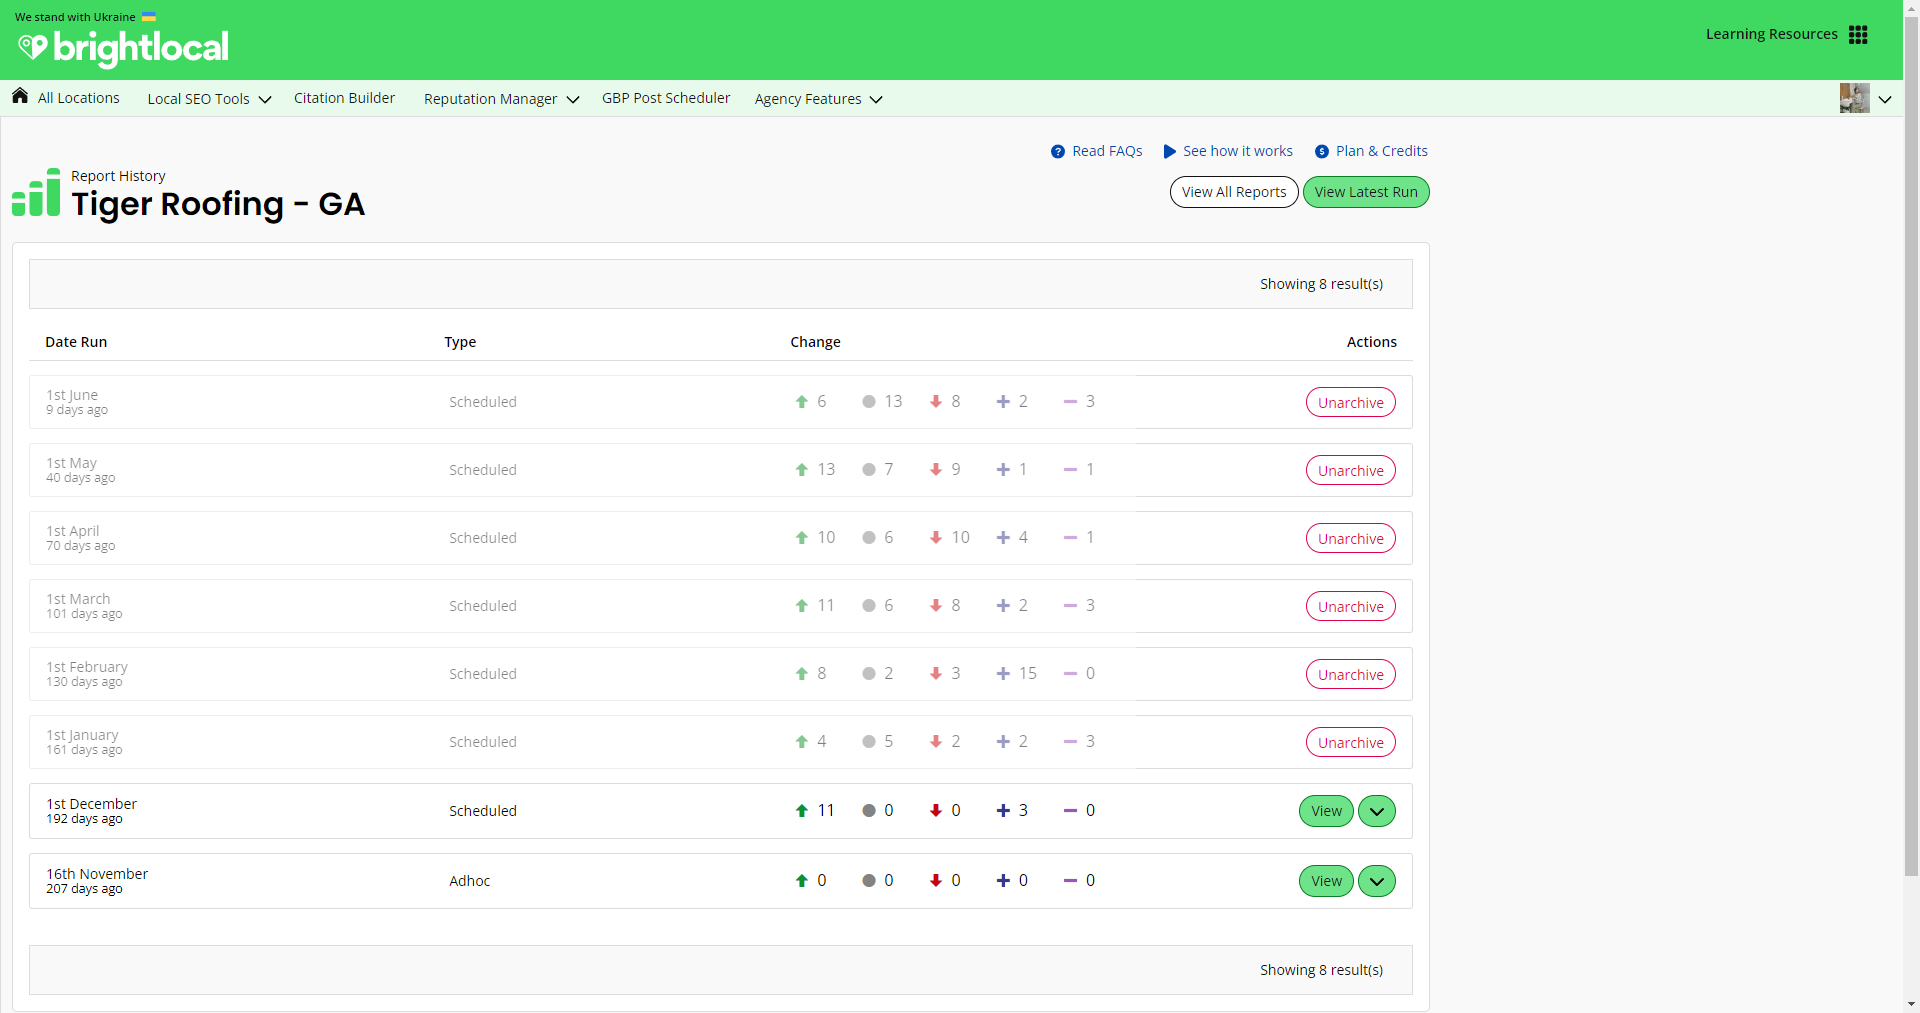 We stand with Ukraine
brightlocal
Learning Resources
All Locations Local SEO Tools Citation Builder Reputation Manager GBP Post Scheduler Agency Features
Read FAQs See how it works Plan & Credits
Report History
Tiger Roofing - GA
View All Reports View Latest Run
Showing 8 result(s)
Date Run Type Change Actions
1st June
9 days ago
Scheduled 6 13 8 2 3 Unarchive
1st May
40 days ago
Scheduled 13 7 9 1 1 Unarchive
1st April
70 days ago
Scheduled 10 6 10 4 1 Unarchive
1st March
101 days ago
Scheduled 11 6 8 2 3 Unarchive
1st February
130 days ago
Scheduled 8 2 3 15 0 Unarchive
1st January
161 days ago
Scheduled 4 5 2 2 3 Unarchive
1st December
192 days ago
Scheduled 11 0 0 3 0 View
16th November
207 days ago
Adhoc 0 0 0 0 0 View
Showing 8 result(s)